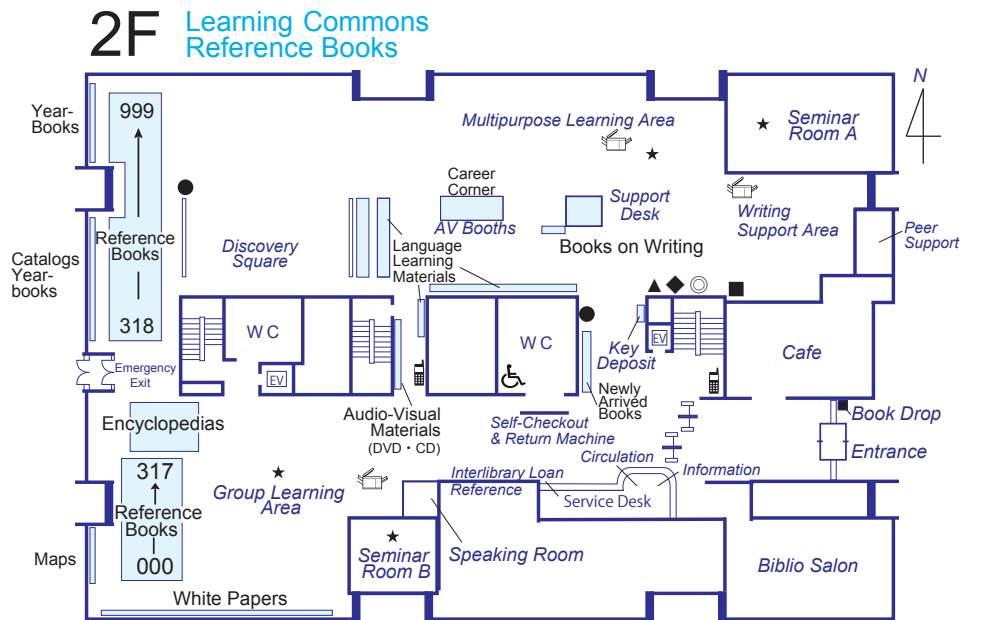 2F
Learning Commons
Reference Books
N
Year-
Books
999
Multipurpose Learning Area
Seminar
Room A
Career
Corner
AV Booths
Support
Desk
Writing
Support Area
Peer
Support
Reference
Books
Discovery
Square
Language
Learning
Materials
Books on Writing
Catalogs
Year-
books
318
WC
WC
EV
EV
Key
Deposit
Cafe
Emergency
Exit
Newly
Arrived
Books
Audio-Visual
Materials
(DVD・CD)
Self-Checkout
& Return Machine
Book Drop
Encyclopedias
Circulation
Entrance
Interlibrary Loan
Information
Reference
Service Desk
317
Group Learning
Area
Reference
Books
000
Maps
Seminar
Room B
Speaking Room
Biblio Salon
White Papers